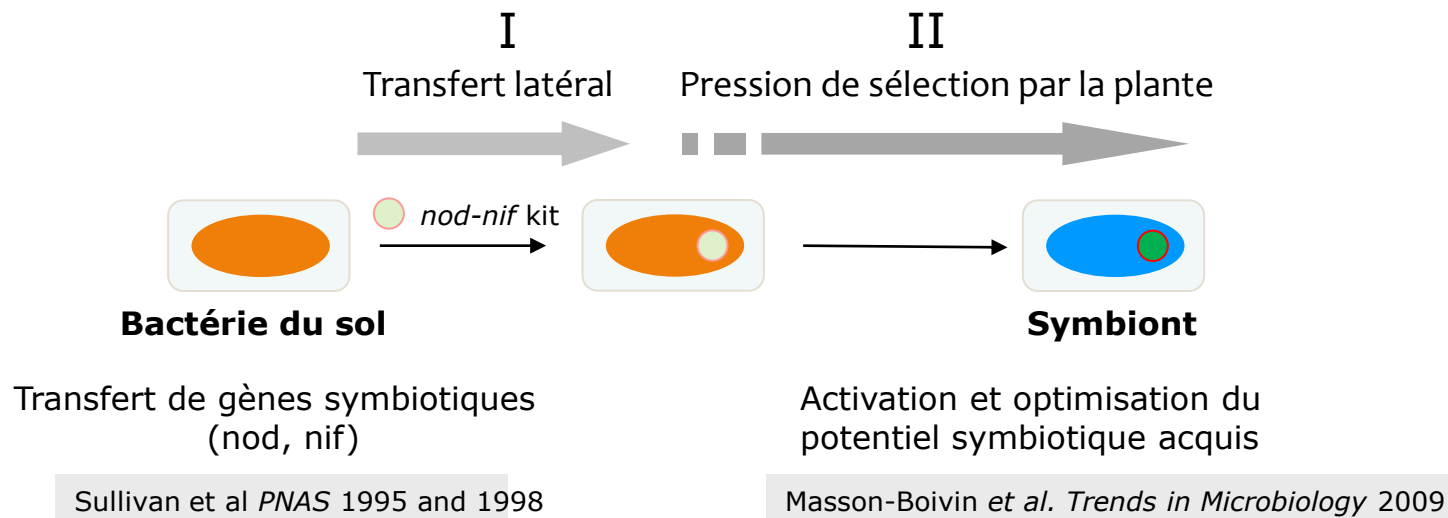 I
II
Transfert latéral
Pression de sélection par la plante
nod-nif kit
Bactérie du sol
Symbiont
Transfert de gènes symbiotiques
(nod, nif)
Activation et optimisation du
potentiel symbiotique acquis
Sullivan et al PNAS 1995 and 1998
Masson-Boivin et al. Trends in Microbiology 2009